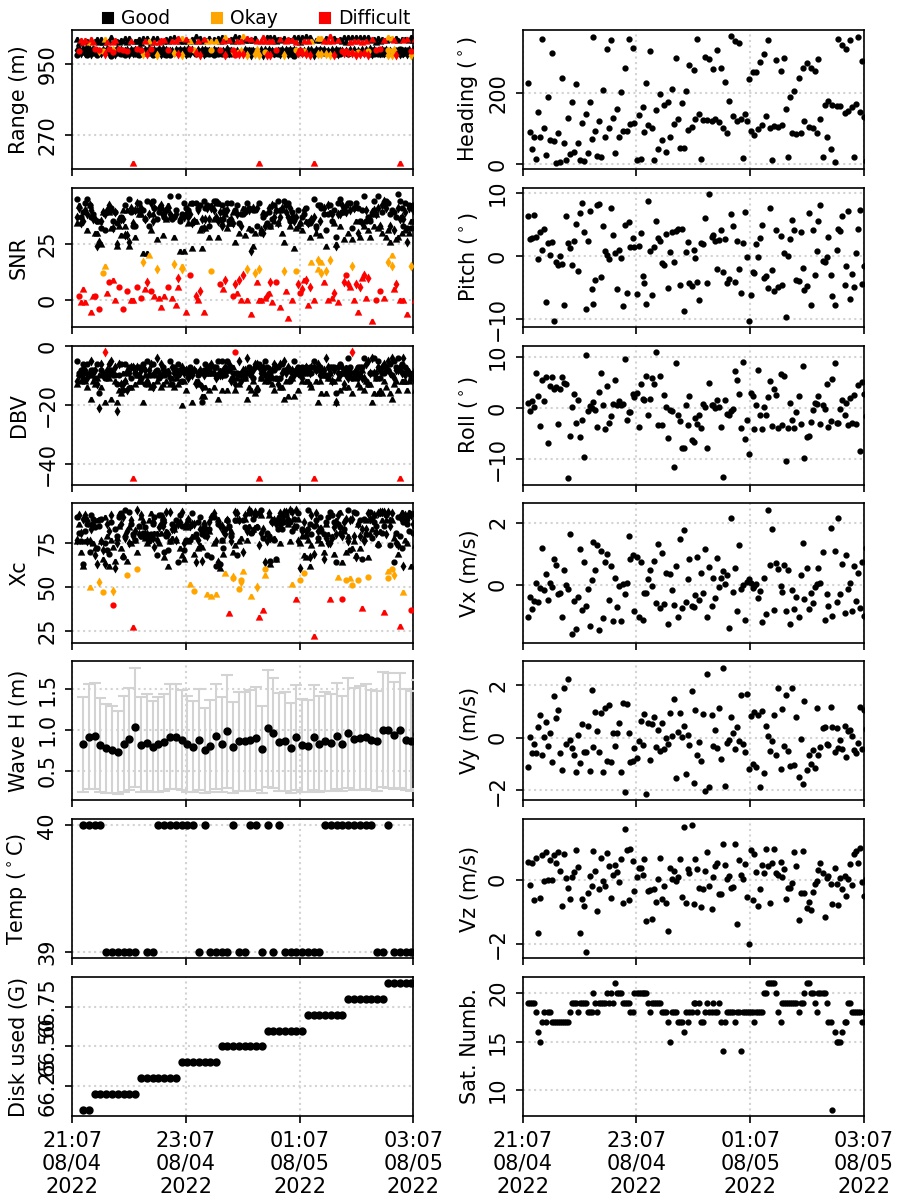 Good Okay Difficult
Range (m)
950
270
Heading (°)
200
0
SNR
25
0
Pitch (°)
10
0
−10
DBV
0
−20
−40
Roll (°)
10
0
−10
Xc
75
50
25
Vx (m/s)
2
0
Wave H (m)
1.5
1.0
0.5
Vy (m/s)
2
0
−2
Temp (°C)
40
39
Vz (m/s)
0
−2
Disk used (G)
Sat. Numb.
20
15
10
21:07 23:07 01:07 03:07
08/04 08/04 08/05 08/05
2022 2022 2022 2022
21:07 23:07 01:07 03:07
08/04 08/04 08/05 08/05
2022 2022 2022 2022